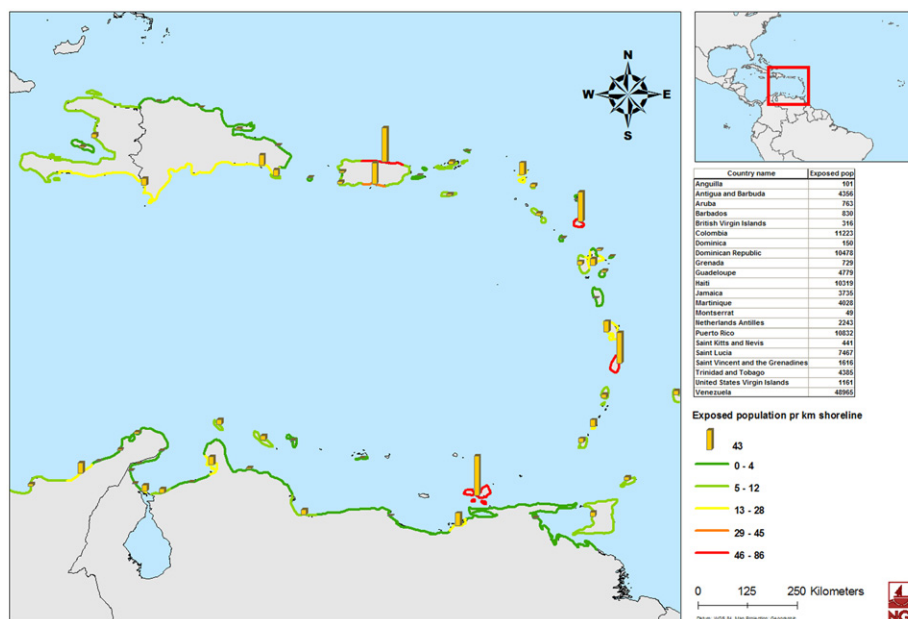 N
W E
S
Country name Exposed pop
Anguilla 101
Antigua and Barbuda 4356
Aruba 763
Barbados 830
British Virgin Islands 316
Colombia 11223
Dominica 150
Dominican Republic 10478
Grenada 729
Guadeloupe 4779
Haiti 10319
Jamaica 3735
Martinique 4028
Montserrat 49
Netherlands Antilles 2243
Puerto Rico 10832
Saint Kitts and Nevis 441
Saint Lucia 7467
Saint Vincent and the Grenadines 1616
Trinidad and Tobago 4385
United States Virgin Islands 1161
Venezuela 48965
Exposed population pr km shoreline
43
0 - 4
5 - 12
13 - 28
29 - 45
46 - 86
0 125 250 Kilometers